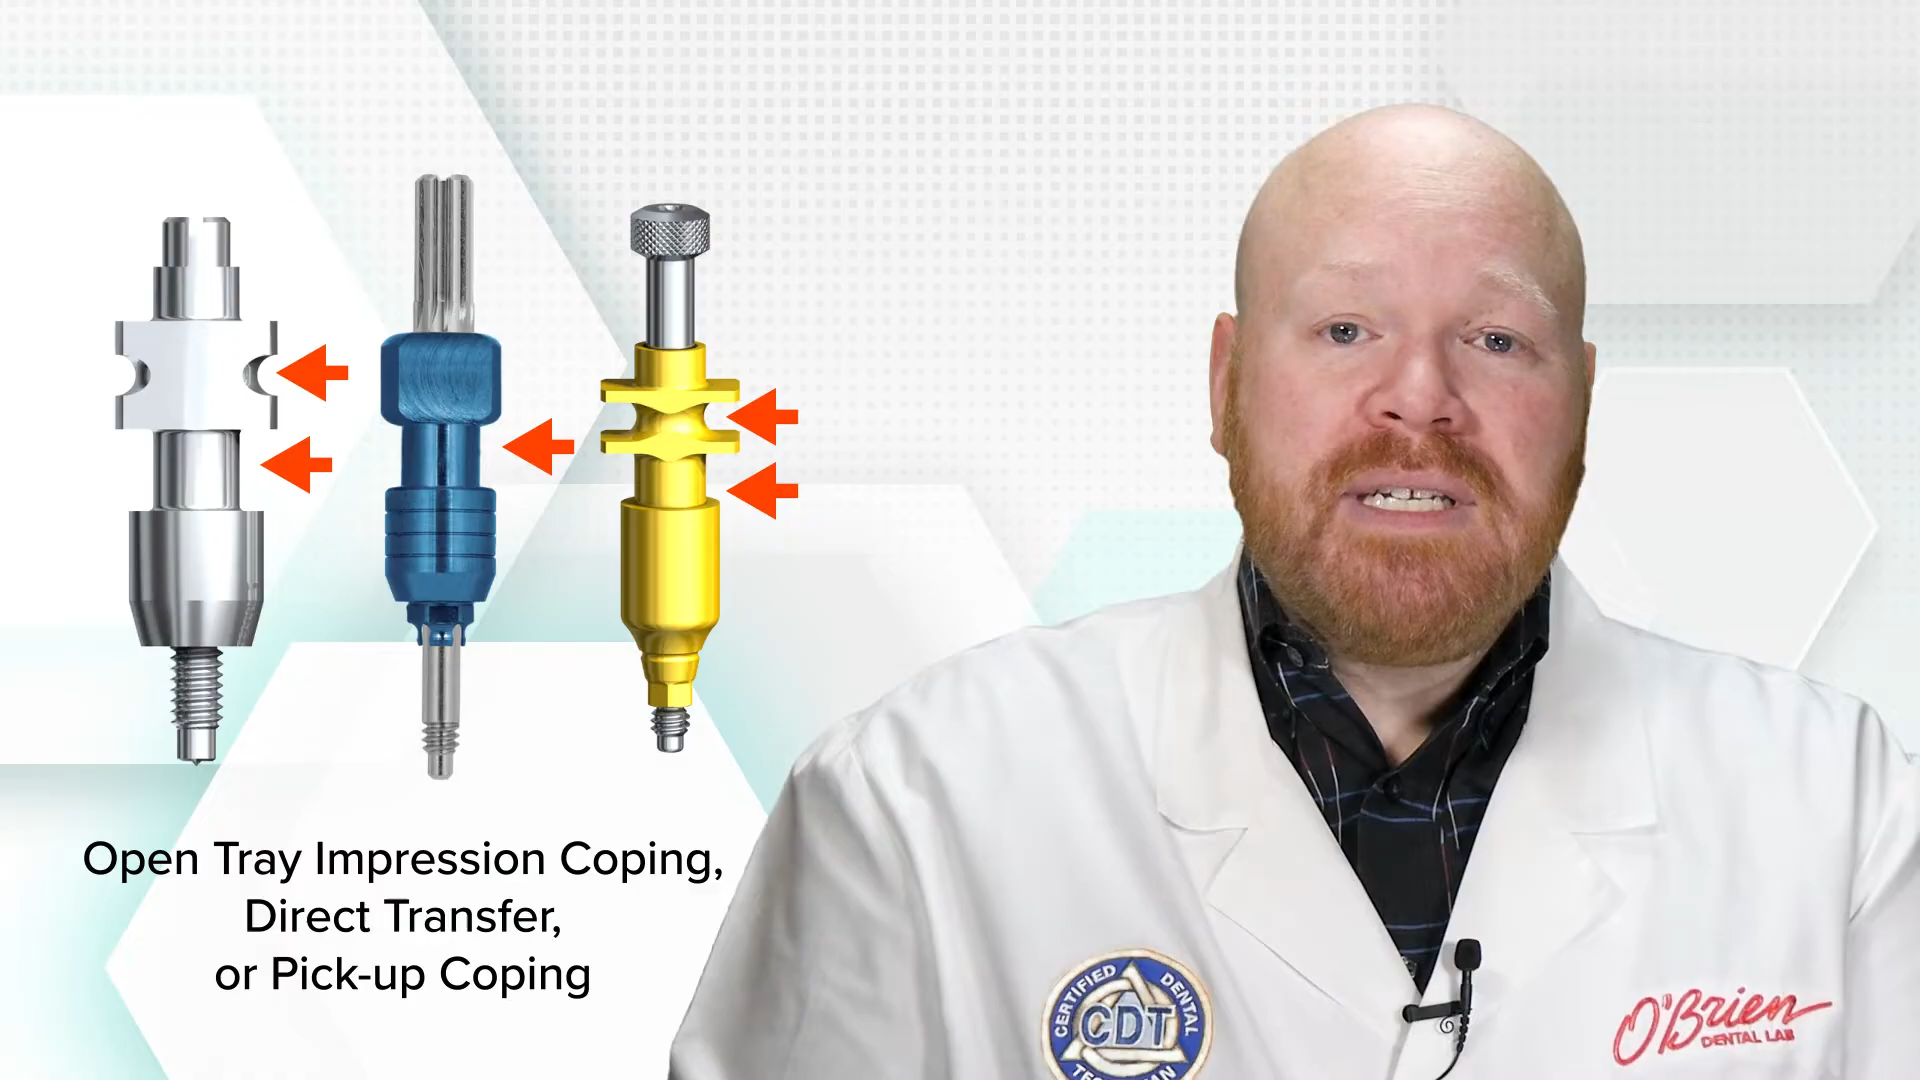 Open Tray Impression Coping,
Direct Transfer,
or Pick-up Coping
CERTIFIED DENTAL
CDT
O'Brien
DENTAL LAB